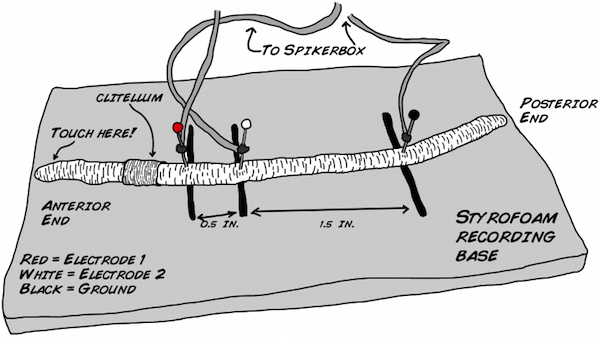 To Spikerbox
Clitellum
Touch here!
Posterior
End
Anterior
End
0.5 in.
1.5 in.
Styrofoam
recording
base
Red = Electrode 1
White = Electrode 2
Black = Ground